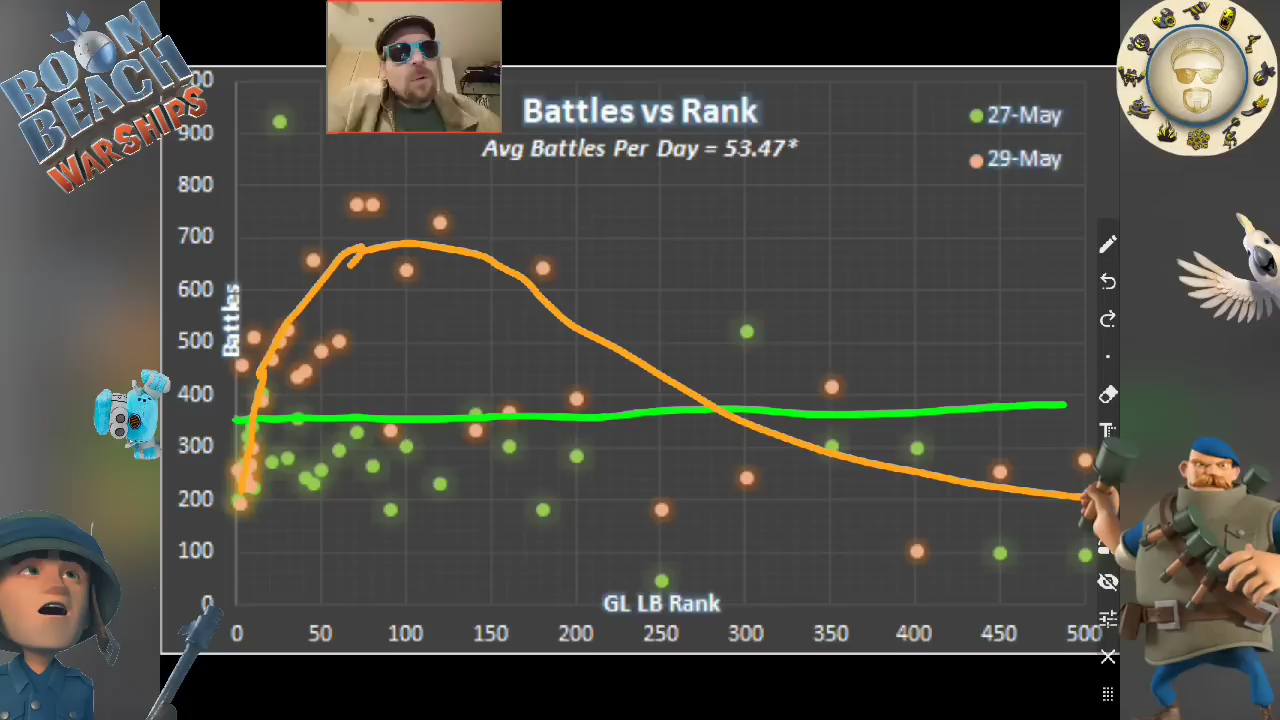 BOOM
BEACH
WARSHIPS
Battles vs Rank
Avg Battles Per Day = 53.47*
27-May
29-May
900
800
700
600
500
400
300
200
100
0
Battles
GL LB Rank
0 50 100 150 200 250 300 350 400 450 500